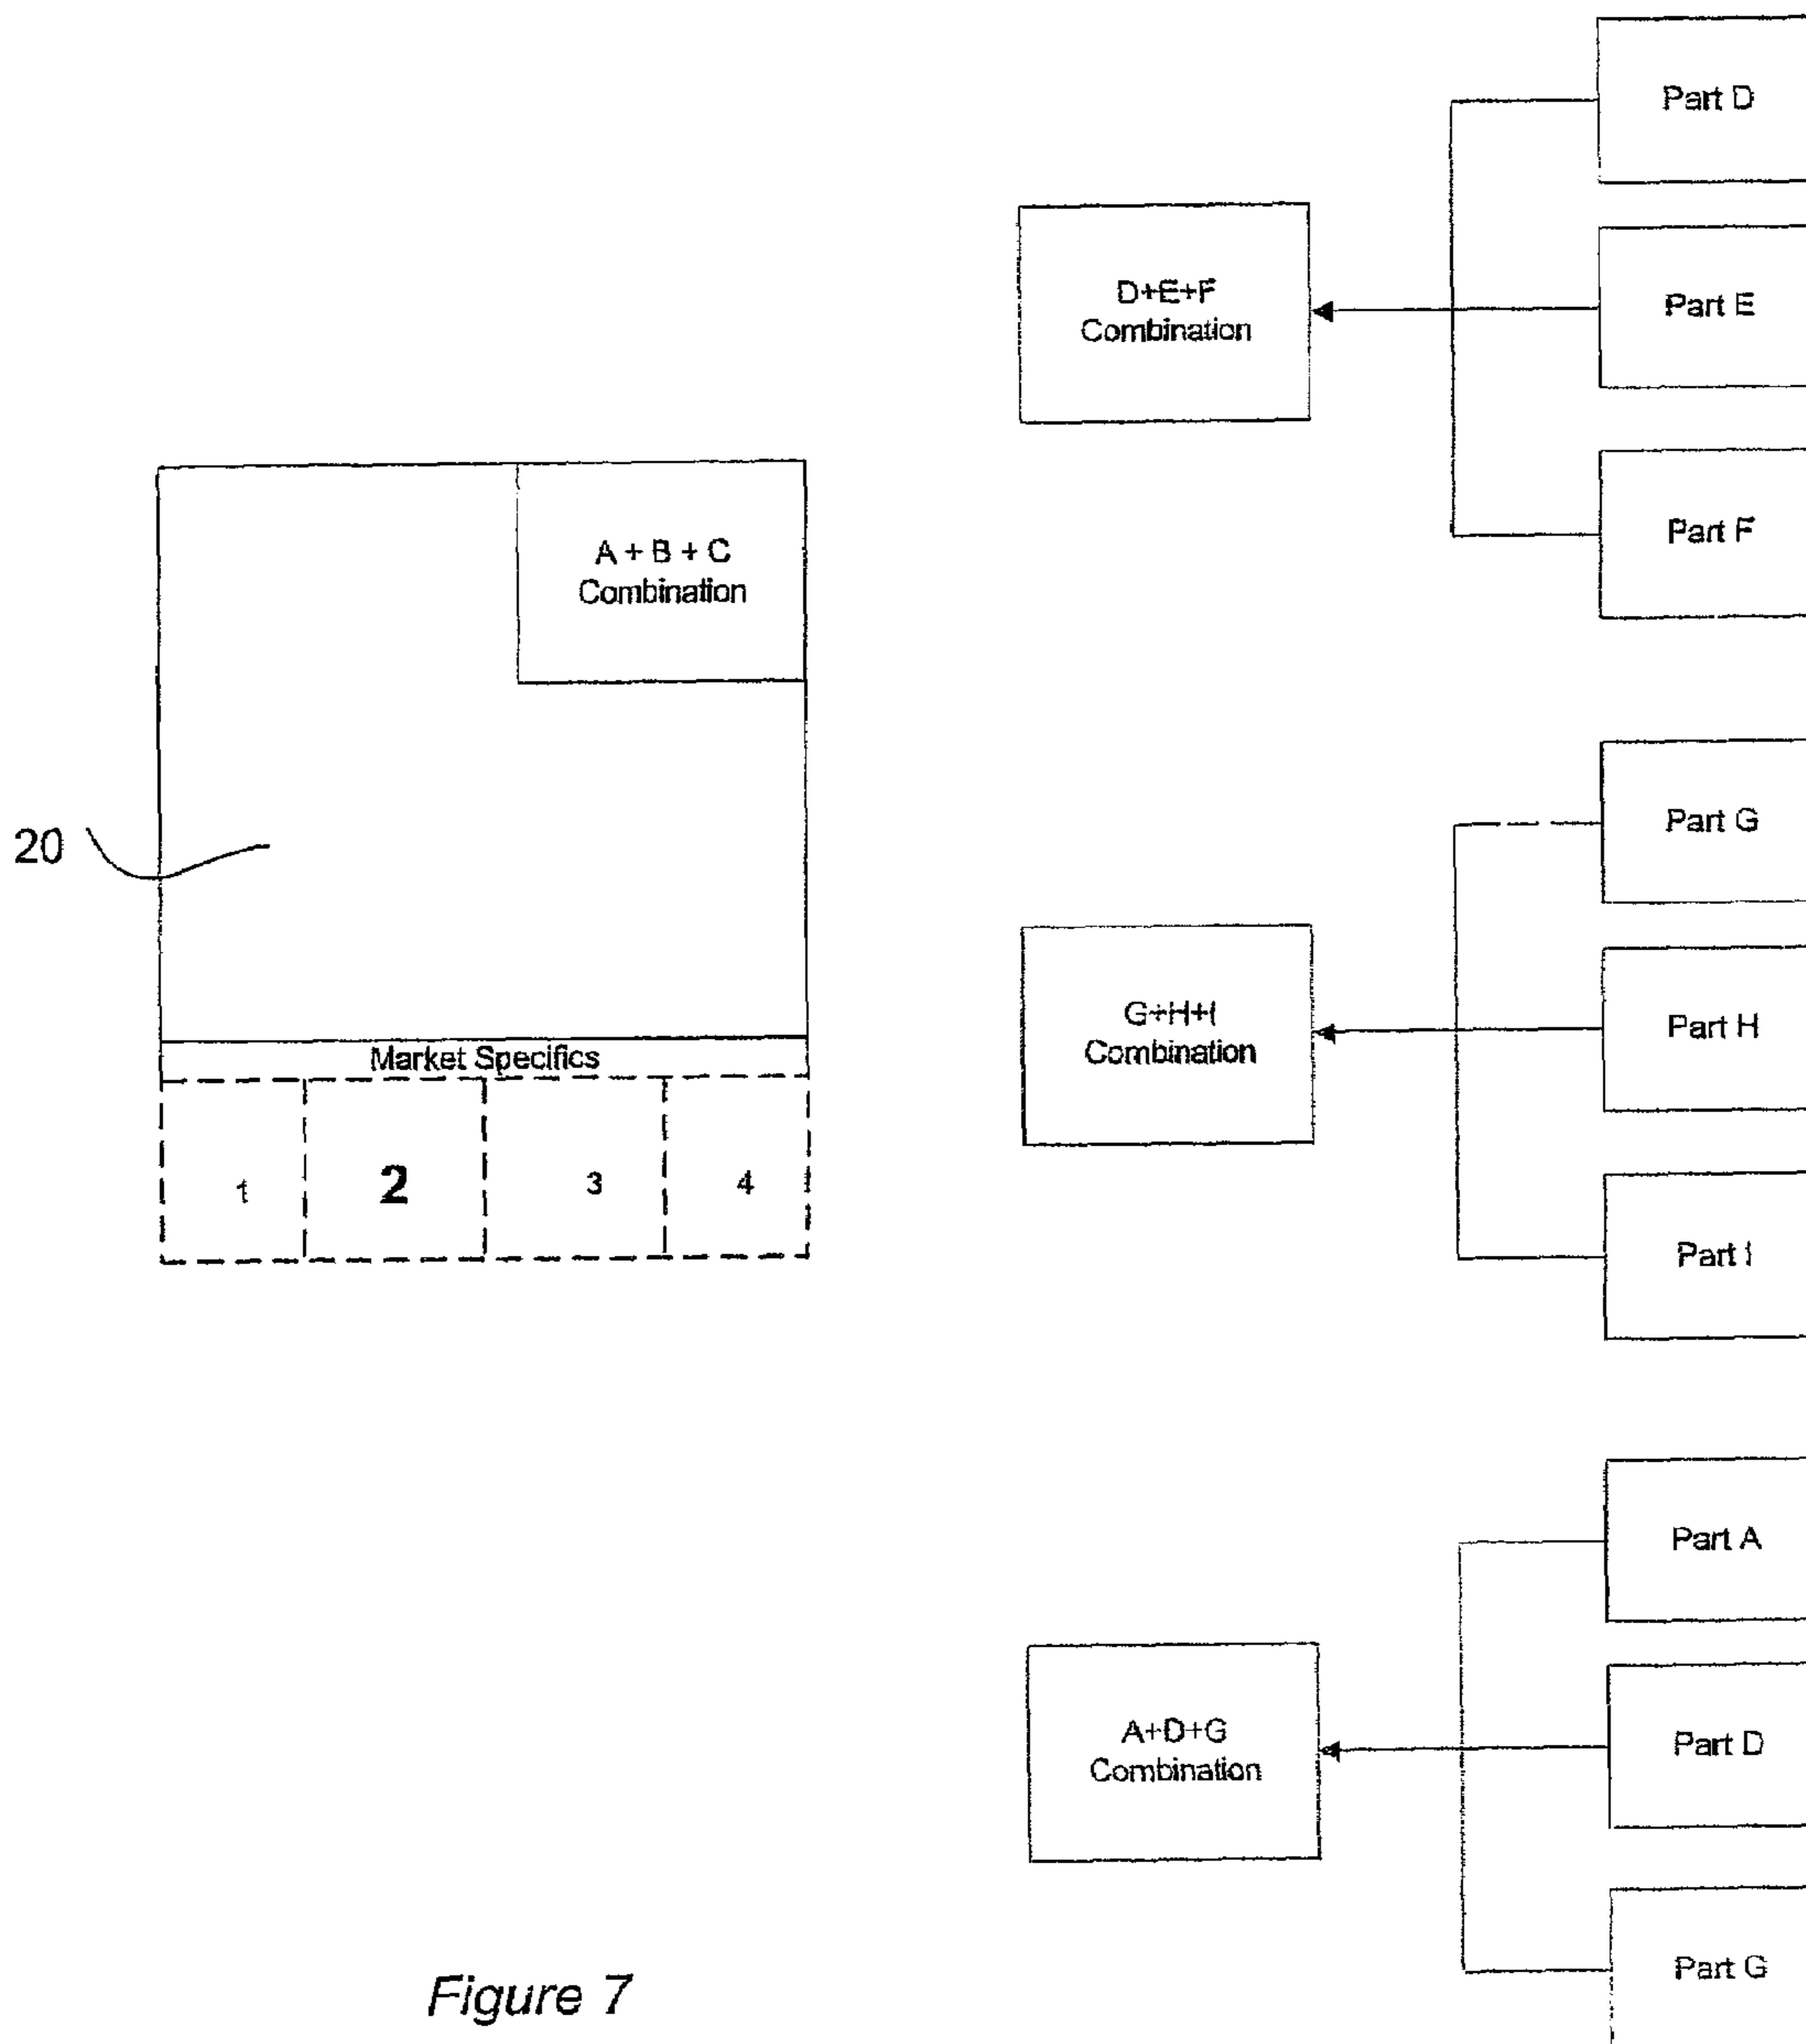 Part D
D+E+F
Combination
Part E
Part F
A + B + C
Combination
20
Market Specifics
1
2
3
4
Part G
G+H+I
Combination
Part H
Part I
Part A
A+D+G
Combination
Part D
Part G
Figure 7